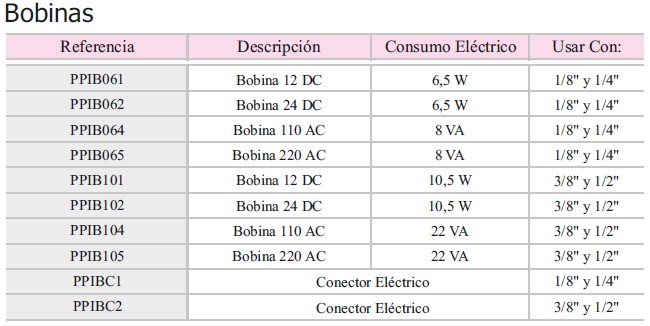 Bobinas
Referencia Descripción Consumo Eléctrico Usar Con:
PPIB061 Bobina 12 DC 6,5 W 1/8" y 1/4"
PPIB062 Bobina 24 DC 6,5 W 1/8" y 1/4"
PPIB064 Bobina 110 AC 8 VA 1/8" y 1/4"
PPIB065 Bobina 220 AC 8 VA 1/8" y 1/4"
PPIB101 Bobina 12 DC 10,5 W 3/8" y 1/2"
PPIB102 Bobina 24 DC 10,5 W 3/8" y 1/2"
PPIB104 Bobina 110 AC 22 VA 3/8" y 1/2"
PPIB105 Bobina 220 AC 22 VA 3/8" y 1/2"
PPIBC1 Conector Eléctrico 1/8" y 1/4"
PPIBC2 Conector Eléctrico 3/8" y 1/2"